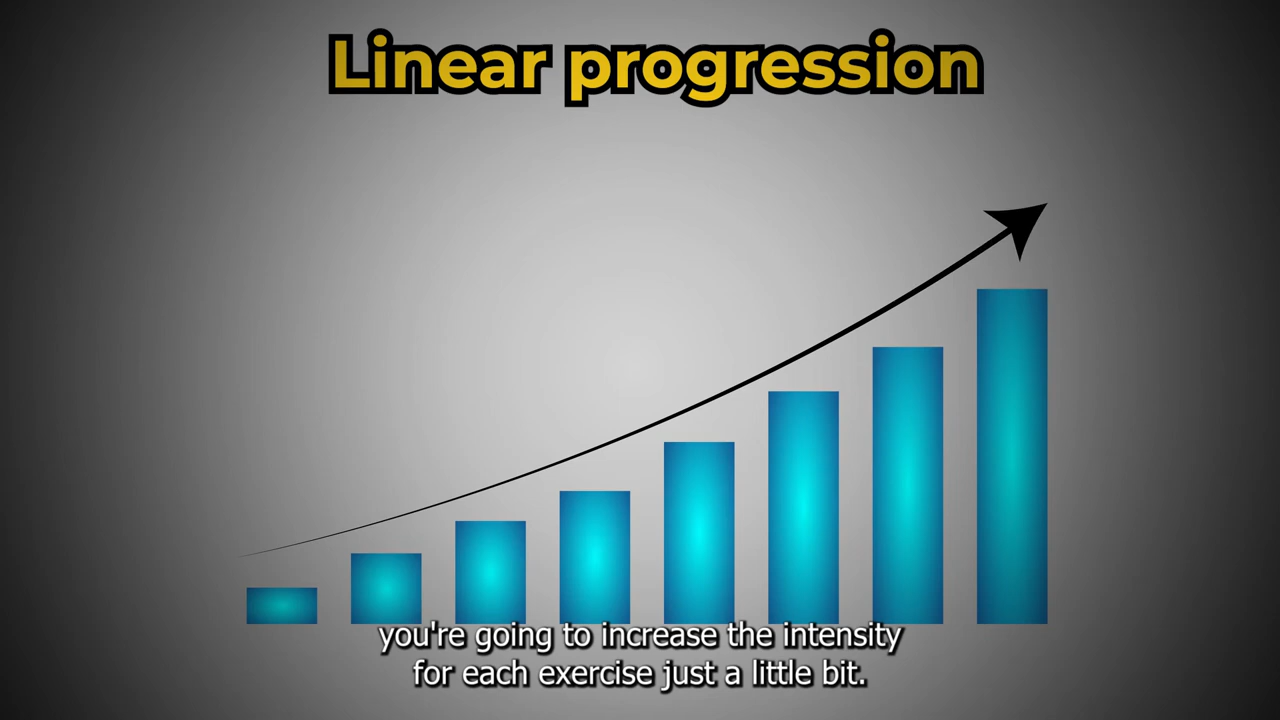 Linear progression
you're going to increase the intensity
for each exercise just a little bit.